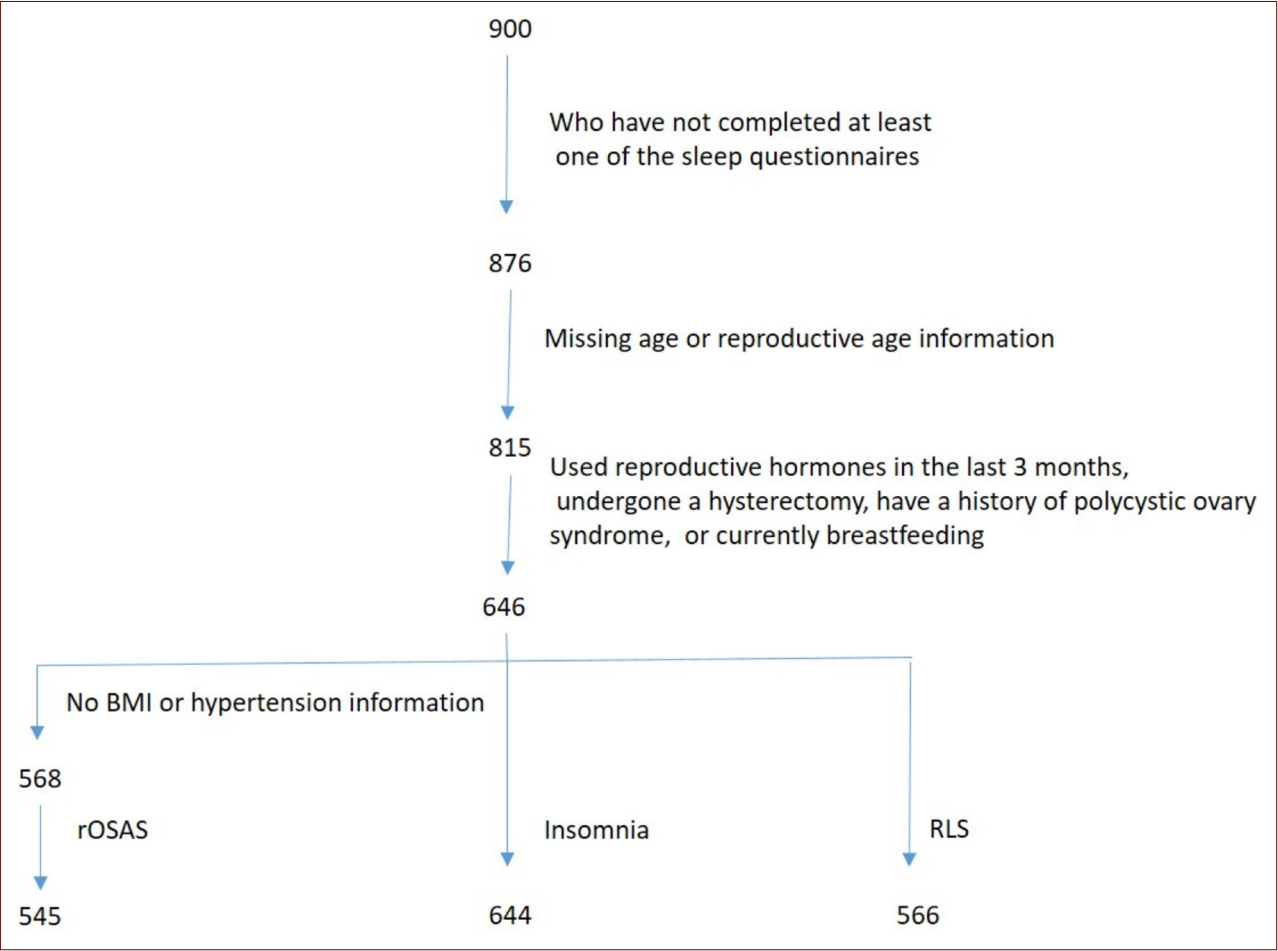 900
Who have not completed at least
one of the sleep questionnaires
876
Missing age or reproductive age information
815
Used reproductive hormones in the last 3 months,
undergone a hysterectomy, have a history of polycystic ovary
syndrome, or currently breastfeeding
646
No BMI or hypertension information
568
rOSAS
Insomnia
RLS
545
644
566